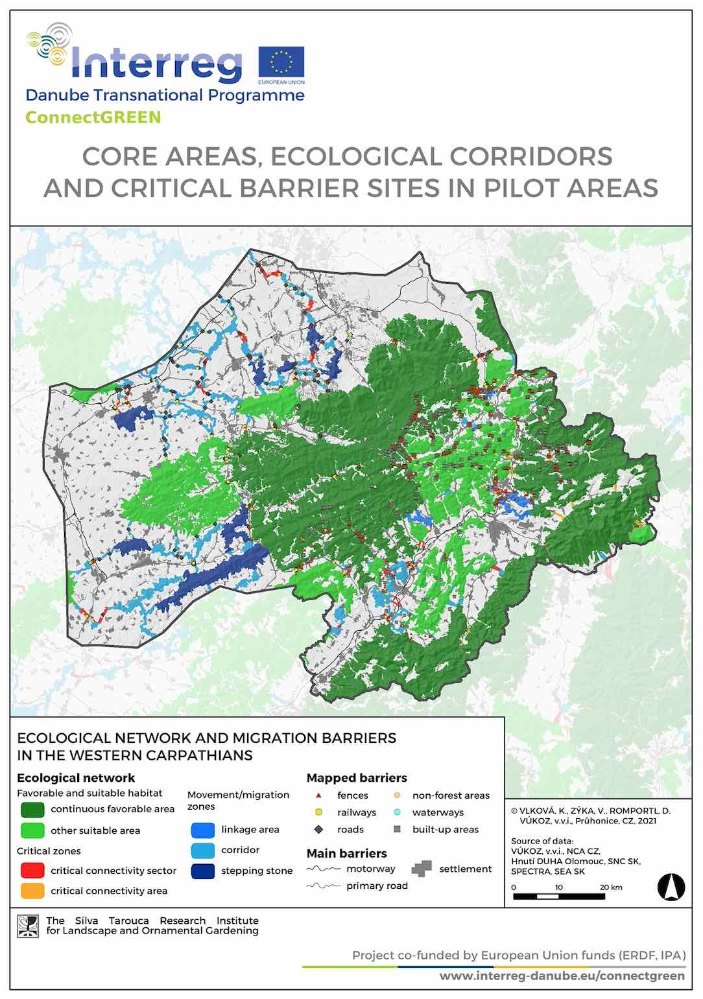 Interreg
EUROPEAN UNION
Danube Transnational Programme
ConnectGREEN
CORE AREAS, ECOLOGICAL CORRIDORS
AND CRITICAL BARRIER SITES IN PILOT AREAS
ECOLOGICAL NETWORK AND MIGRATION BARRIERS
IN THE WESTERN CARPATHIANS
Ecological network
Favorable and suitable habitat
continuous favorable area
other suitable area
Critical zones
critical connectivity sector
critical connectivity area
Movement/migration
zones
linkage area
corridor
stepping stone
Mapped barriers
fences
railways
roads
non-forest areas
waterways
built-up areas
Main barriers
motorway
primary road
settlement
© VLKOVÁ, K., ZÝKA, V., ROMPORTL, D.
VÚKOZ, v.v.i., Průhonice, CZ, 2021
Source of data:
VÚKOZ, v.v.i., NCA CZ,
Hnutí DUHA Olomouc, SNC SK,
SPECTRA, SEA SK
0 10 20 km
The Silva Tarouca Research Institute
for Landscape and Ornamental Gardening
Project co-funded by European Union funds (ERDF, IPA)
www.interreg-danube.eu/connectgreen